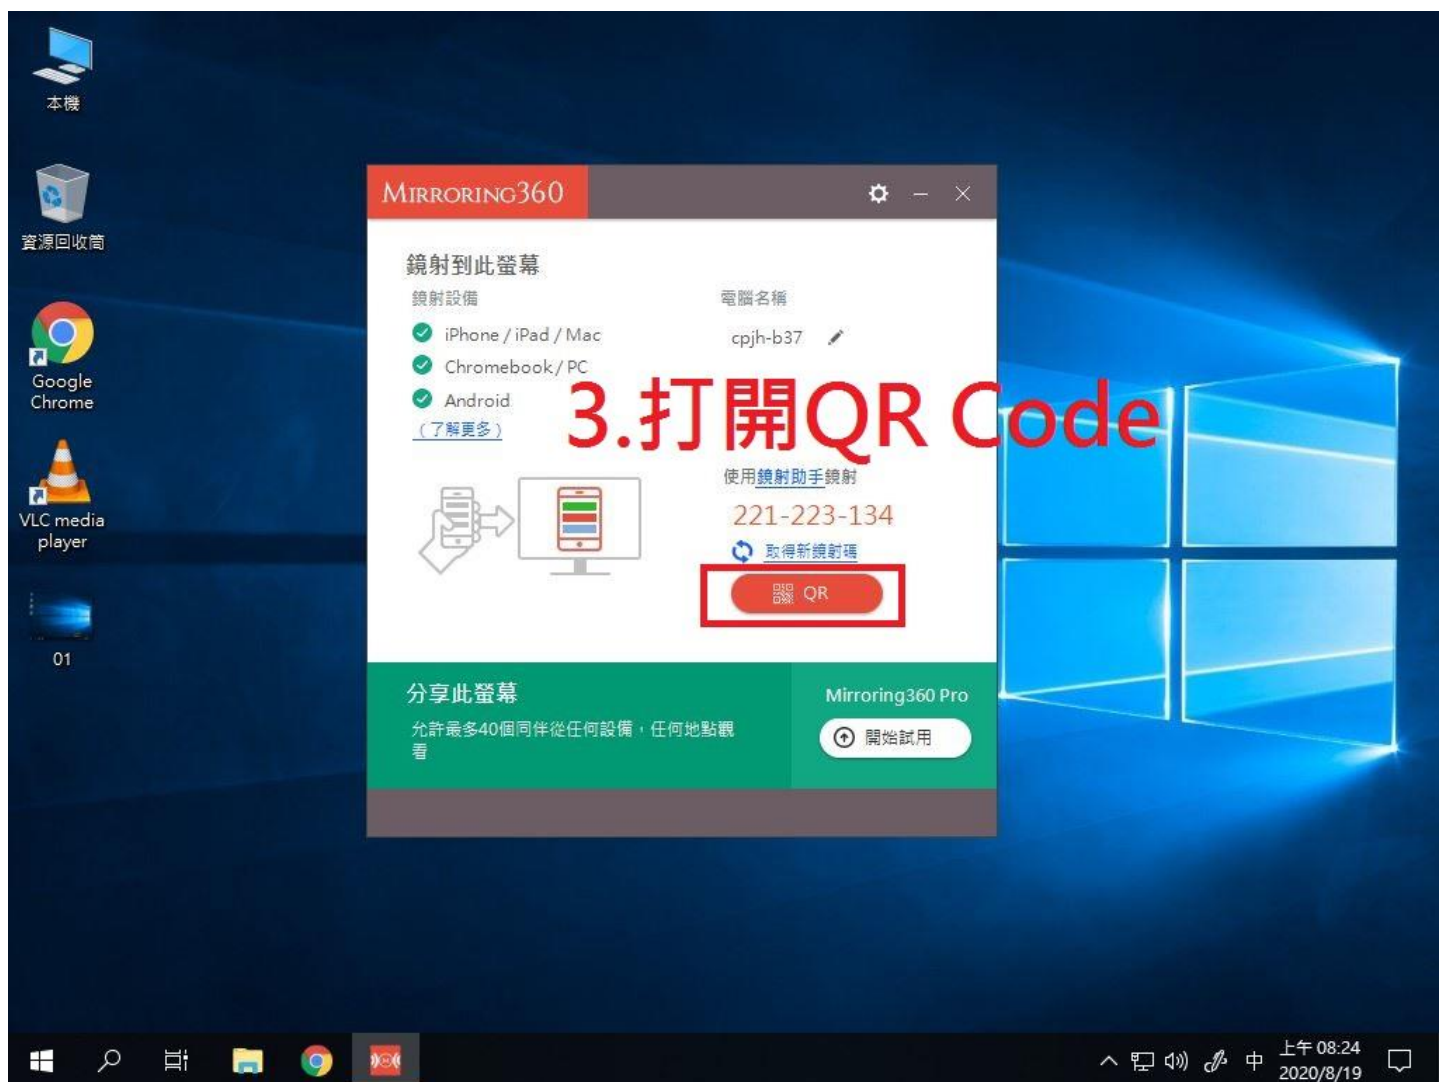 本機
資源回收筒
Google
Chrome
VLC media
player
01
MIRRORING360
鏡射到此螢幕
鏡射設備
電腦名稱
iPhone / iPad / Mac
cpjh-b37
Chromebook / PC
Android
(了解更多)
3.打開QR Code
使用鏡射助手鏡射
221-223-134
取得新鏡射碼
QR
分享此螢幕
允許最多40個同伴從任何設備，任何地點觀
看
Mirroring360 Pro
開始試用
中
上午 08:24
2020/8/19